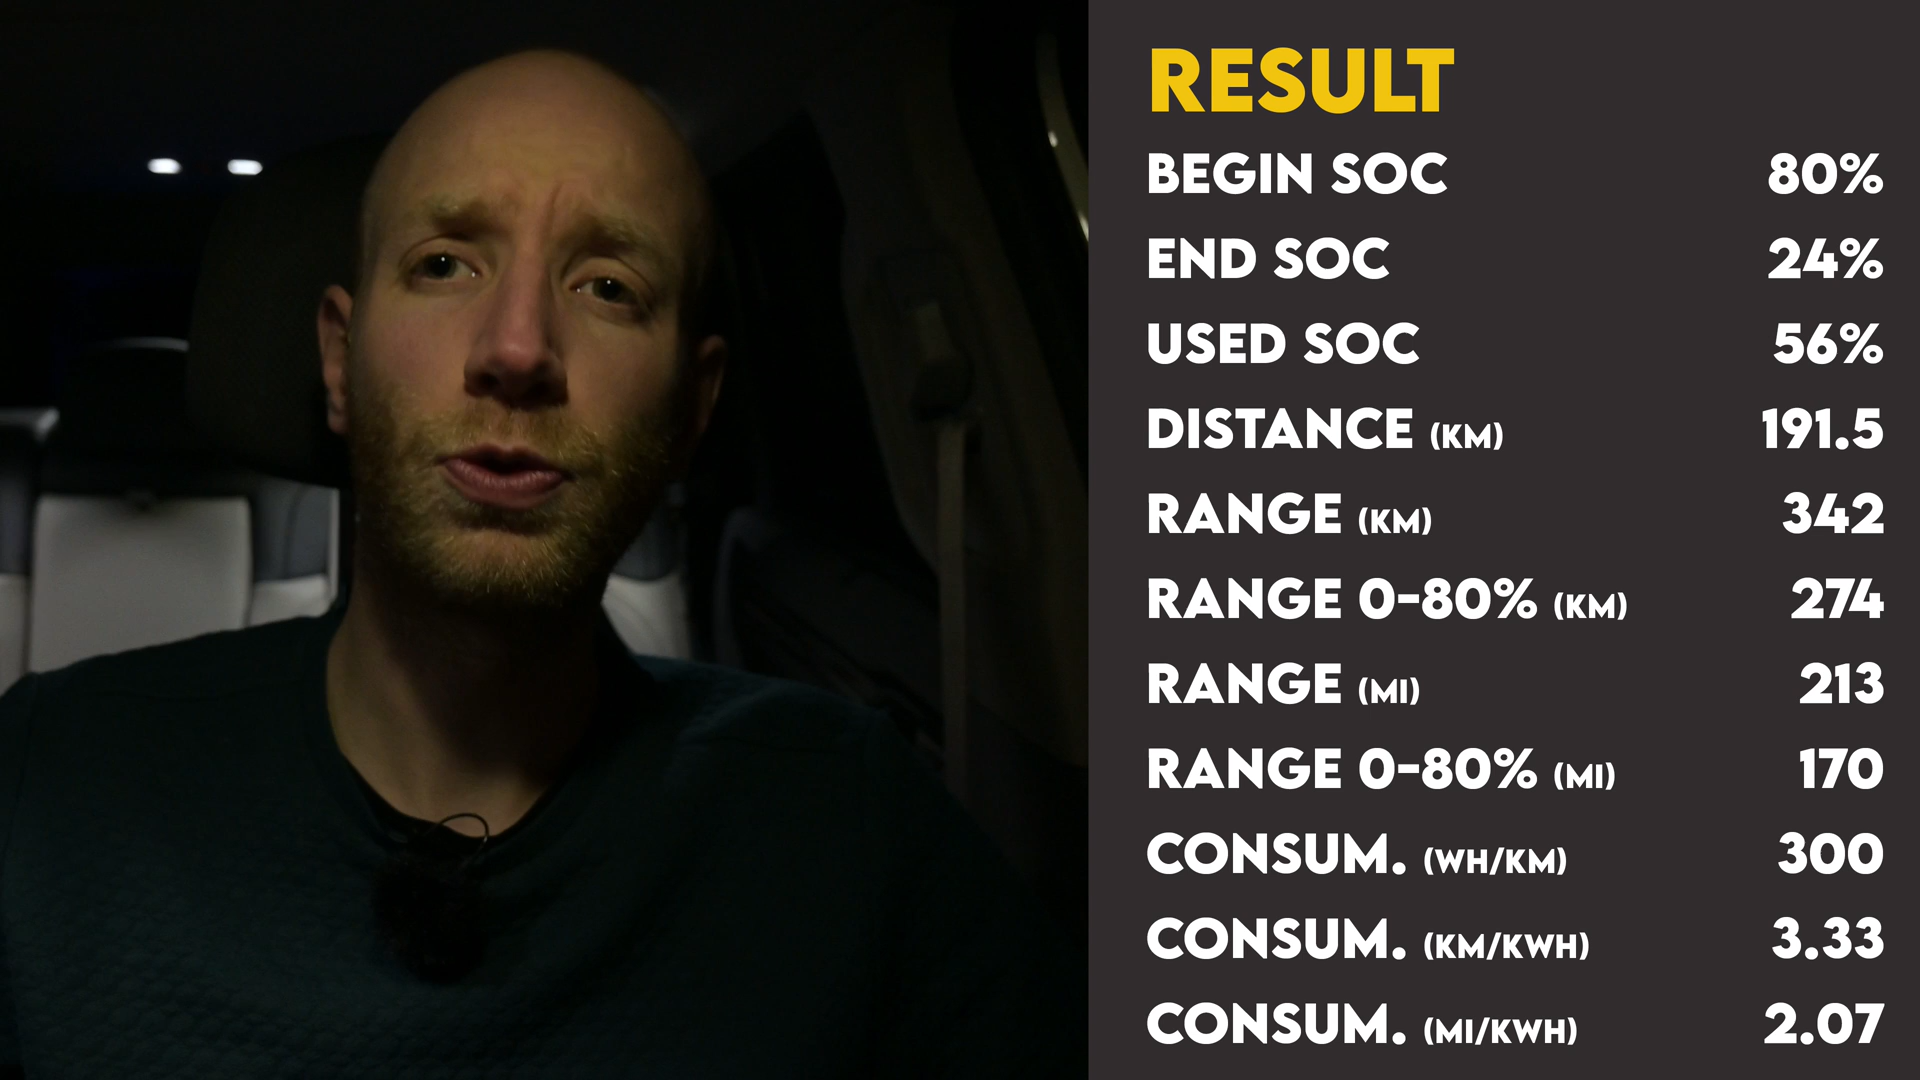 RESULT
BEGIN SOC 80%
END SOC 24%
USED SOC 56%
DISTANCE (KM) 191.5
RANGE (KM) 342
RANGE 0-80% (KM) 274
RANGE (MI) 213
RANGE 0-80% (MI) 170
CONSUM. (WH/KM) 300
CONSUM. (KM/KWH) 3.33
CONSUM. (MI/KWH) 2.07